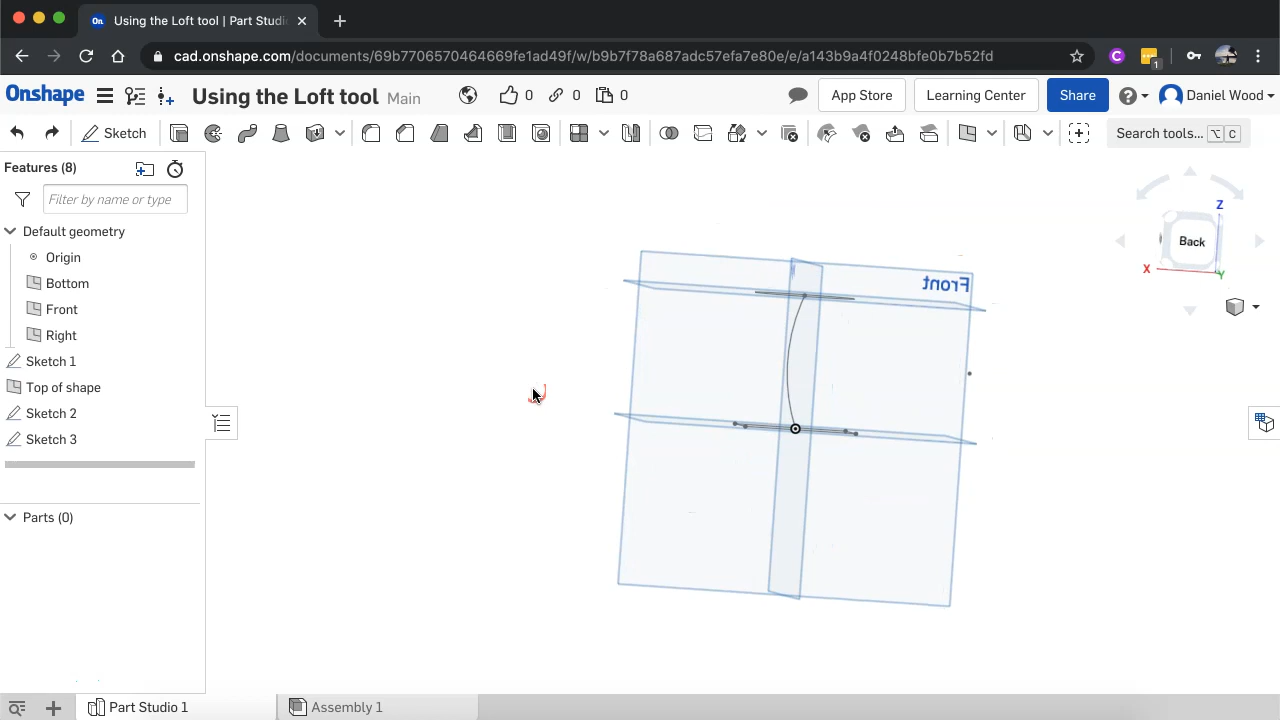 On Using the Loft tool | Part Studi
cad.onshape.com/documents/69b7706570464669fe1ad49f/w/b9b7f78a687adc57efa7e80e/e/a143b9a4f0248bfe0b7b52fd
C 1
Onshape Using the Loft tool Main 0 0 0 App Store Learning Center Share Daniel Wood
Sketch Search tools... ⌥ C
Features (8)
Filter by name or type
Default geometry
Origin
Bottom
Front
Right
Sketch 1
Top of shape
Sketch 2
Sketch 3
Parts (0)
Front
Z
Back
X
Y
Part Studio 1 Assembly 1